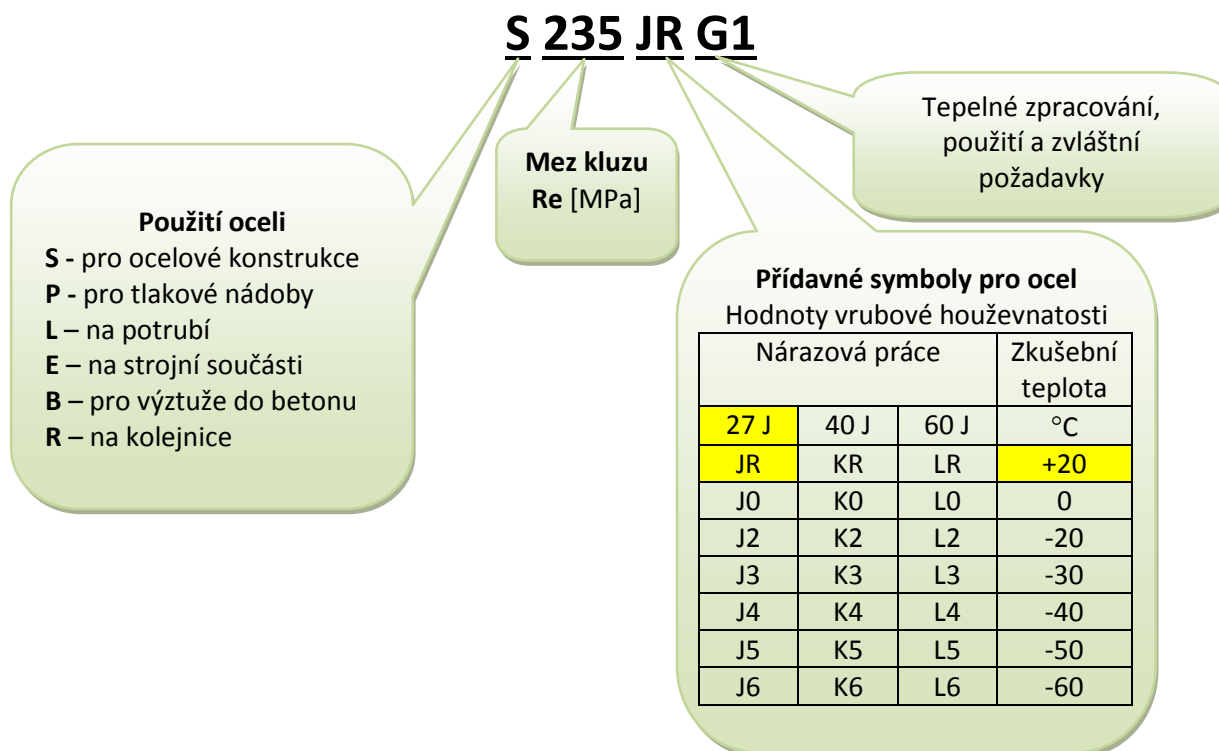 S 235 JR G1
Tepelné zpracování,
použití a zvláštní
požadavky
Mez kluzu
Re [MPa]
Použití oceli
S - pro ocelové konstrukce
P - pro tlakové nádoby
L – na potrubí
E – na strojní součásti
B – pro výztuže do betonu
R – na kolejnice
Přídavné symboly pro ocel
Hodnoty vrubové houževnatosti
Nárazová práce Zkušební
teplota
27 J 40 J 60 J °C
JR KR LR +20
J0 K0 L0 0
J2 K2 L2 -20
J3 K3 L3 -30
J4 K4 L4 -40
J5 K5 L5 -50
J6 K6 L6 -60